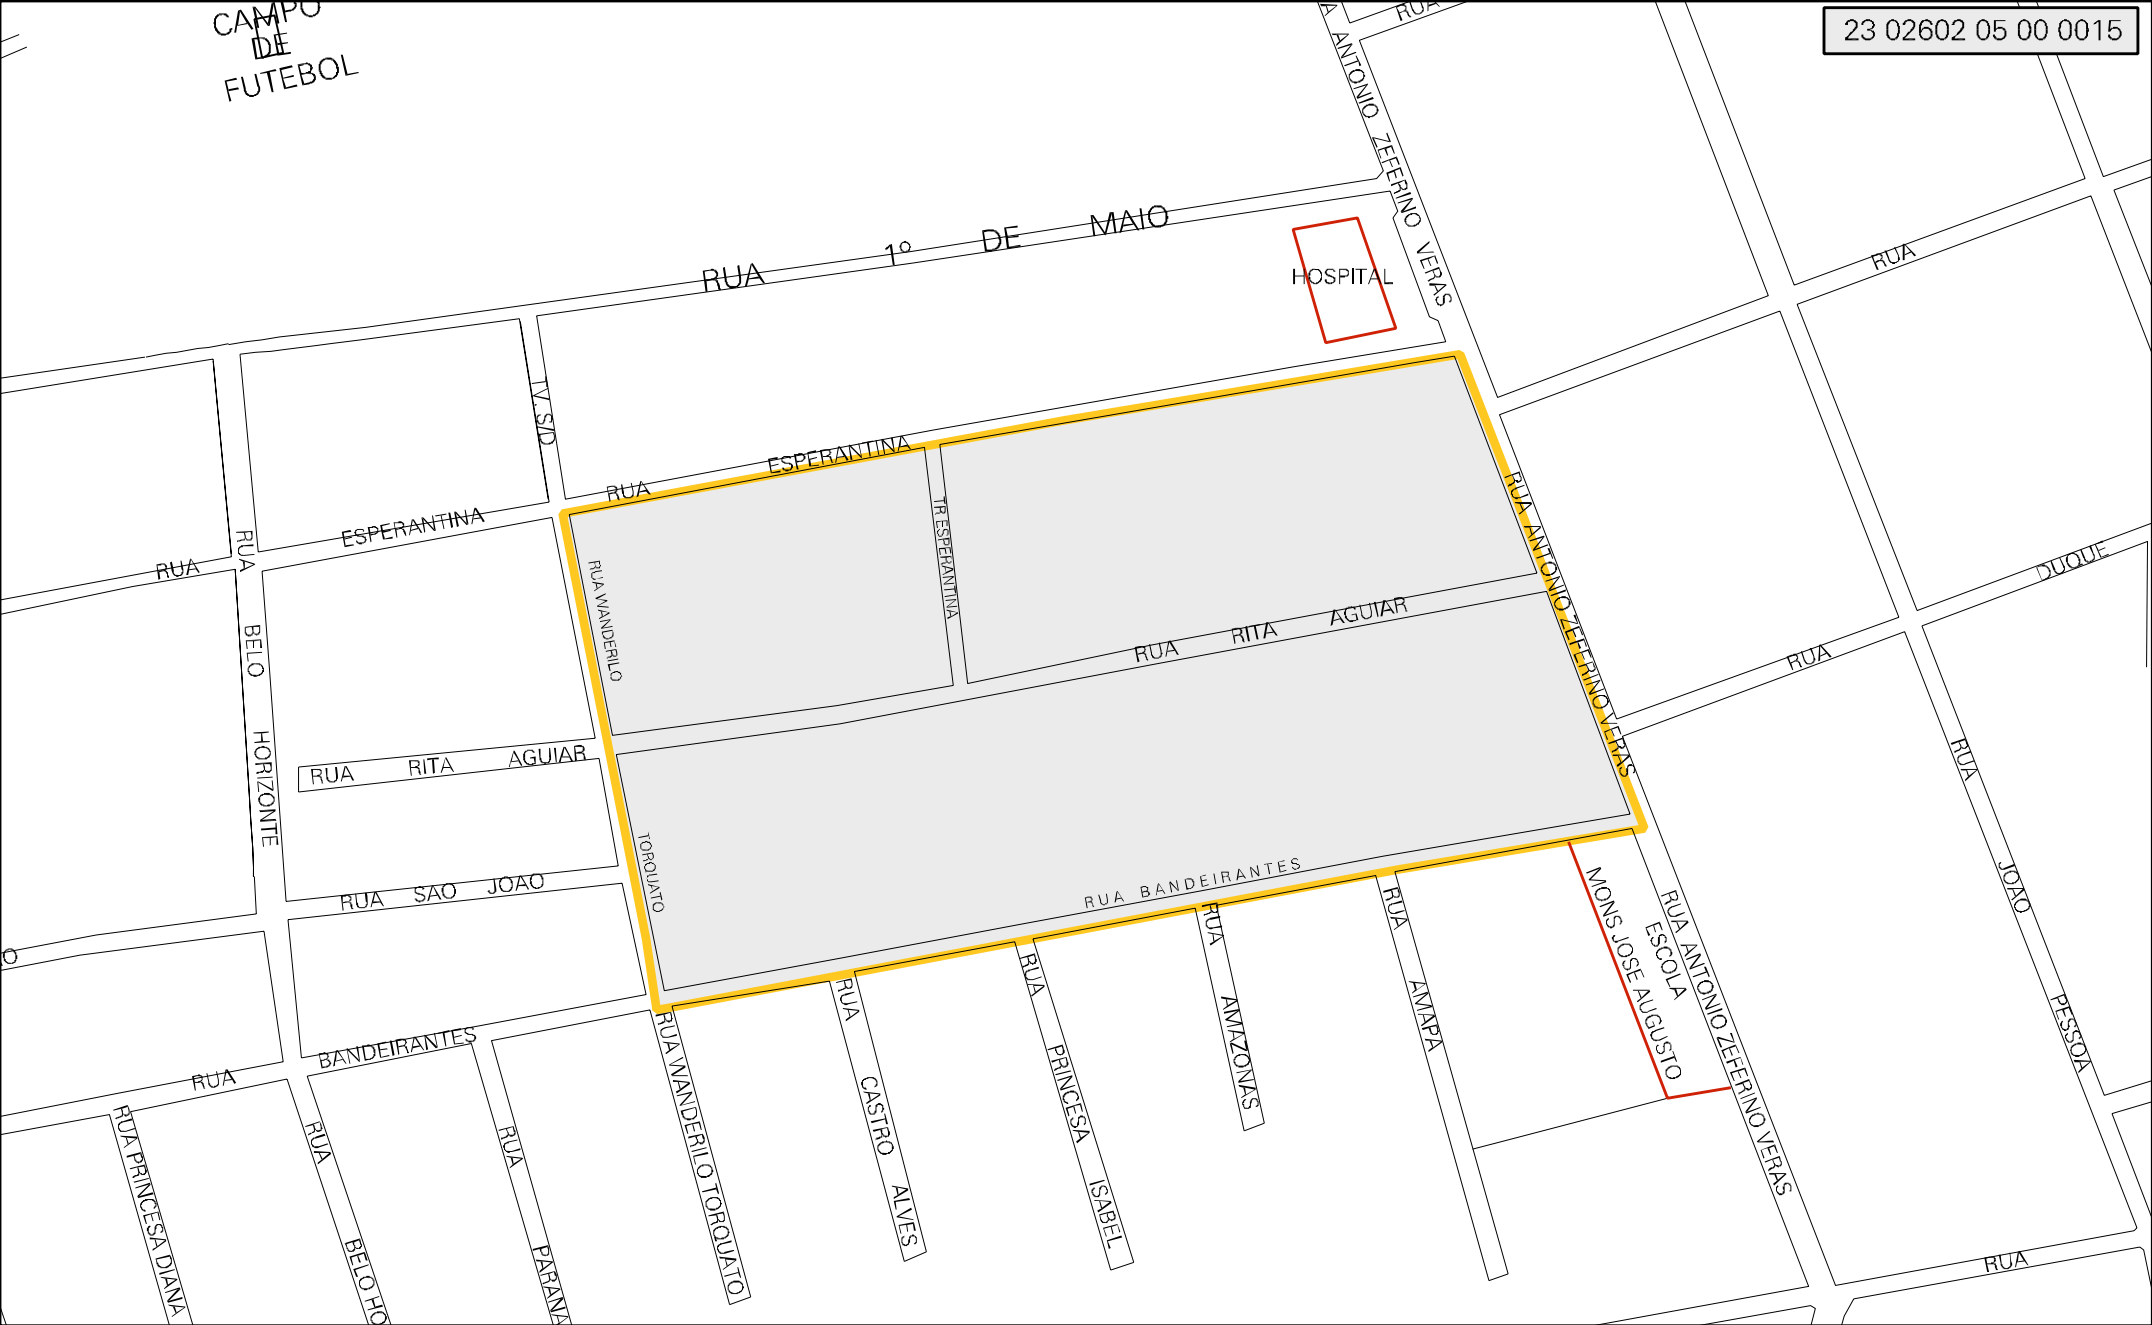 CAMPO
DE
FUTEBOL
23 02602 05 00 0015
RUA
A ANTONIO ZEFERINO VERAS
RUA 1º DE MAIO
HOSPITAL
RUA
TV. S/D
RUA ESPERANTINA
RUA ESPERANTINA
RUA BELO HORIZONTE
TR ESPERANTINA
RUA WANDERILO
TORQUATO
RUA ANTONIO ZEFERINO VERAS
DUQUE
RUA
RUA RITA AGUIAR
RUA RITA AGUIAR
RUA SAO JOAO
O
RUA BANDEIRANTES
RUA BANDEIRANTES
RUA JOAO PESSOA
ESCOLA
MONS JOSE AUGUSTO
RUA ANTONIO ZEFERINO VERAS
RUA PRINCESA DIANA
RUA BELO HO
RUA PARANA
RUA WANDERILO TORQUATO
RUA CASTRO ALVES
RUA PRINCESA ISABEL
RUA AMAZONAS
RUA AMAPA
RUA